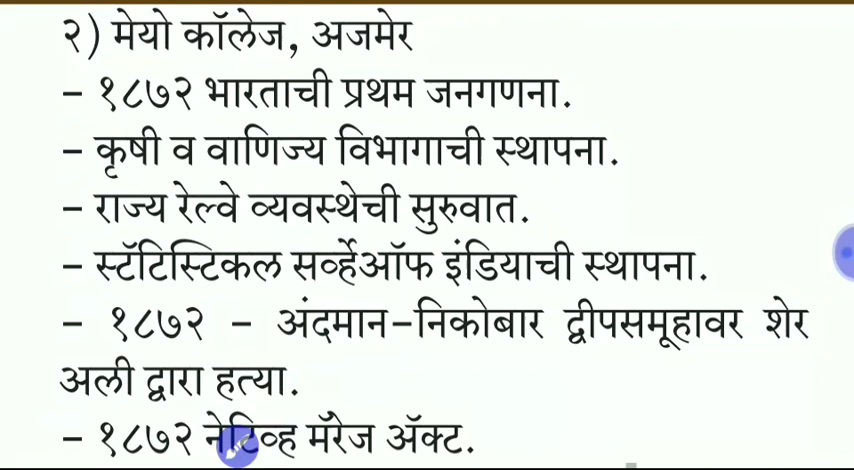 २) मेयो कॉलेज, अजमेर
– १८७२ भारताची प्रथम जनगणना.
– कृषी व वाणिज्य विभागाची स्थापना.
– राज्य रेल्वे व्यवस्थेची सुरुवात.
– स्टॅटिस्टिकल सर्व्हेऑफ इंडियाची स्थापना.
– १८७२ – अंदमान-निकोबार द्वीपसमूहावर शेर
अली द्वारा हत्या.
– १८७२ नेटिव्ह मॅरेज ॲक्ट.